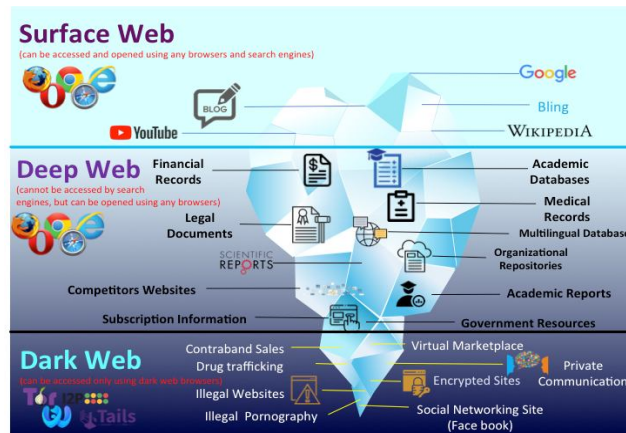 Surface Web
(can be accessed and opened using any browsers and search engines)
Google
BLOG
Bling
YouTube
WIKIPEDIA
Deep Web
(cannot be accessed by search
engines, but can be opened using any browsers)
Financial
Records
Academic
Databases
Medical
Records
Legal
Documents
Multilingual Database
SCIENTIFIC
REPORTS
Organizational
Repositories
Competitors Websites
Academic Reports
Subscription Information
Government Resources
Dark Web
(can be accessed only using dark web browsers)
Contraband Sales
Virtual Marketplace
Drug trafficking
Private
Communication
Encrypted Sites
Illegal Websites
Illegal Pornography
Social Networking Site
(Face book)
Tor
I2P
Tails